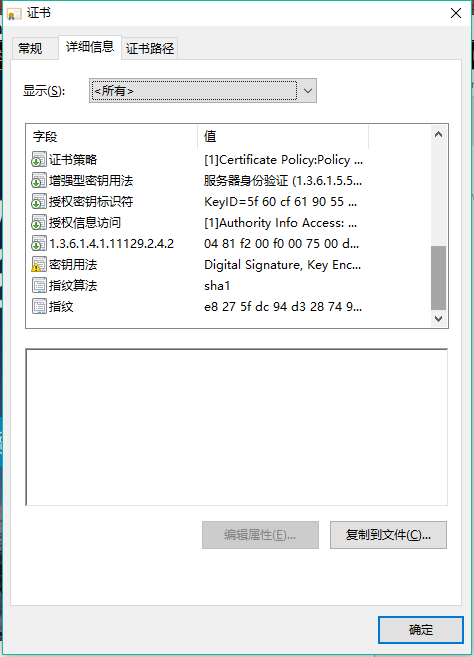 证书
常规 详细信息 证书路径
显示(S): <所有>
字段 值
证书策略 [1]Certificate Policy:Policy ...
增强型密钥用法 服务器身份验证 (1.3.6.1.5.5...
授权密钥标识符 KeyID=5f 60 cf 61 90 55 ...
授权信息访问 [1]Authority Info Access: ...
1.3.6.1.4.1.11129.2.4.2 04 81 f2 00 f0 00 75 00 d...
密钥用法 Digital Signature, Key Enc...
指纹算法 sha1
指纹 e8 27 5f dc 94 d3 28 74 9...
编辑属性(E)... 复制到文件(C)...
确定